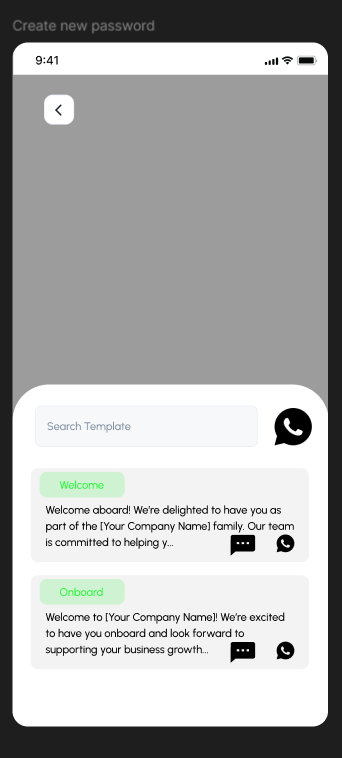 Create new password
9:41
Search Template
Welcome
Welcome aboard! We're delighted to have you as
part of the [Your Company Name] family. Our team
is committed to helping y...
Onboard
Welcome to [Your Company Name]! We're excited
to have you onboard and look forward to
supporting your business growth...